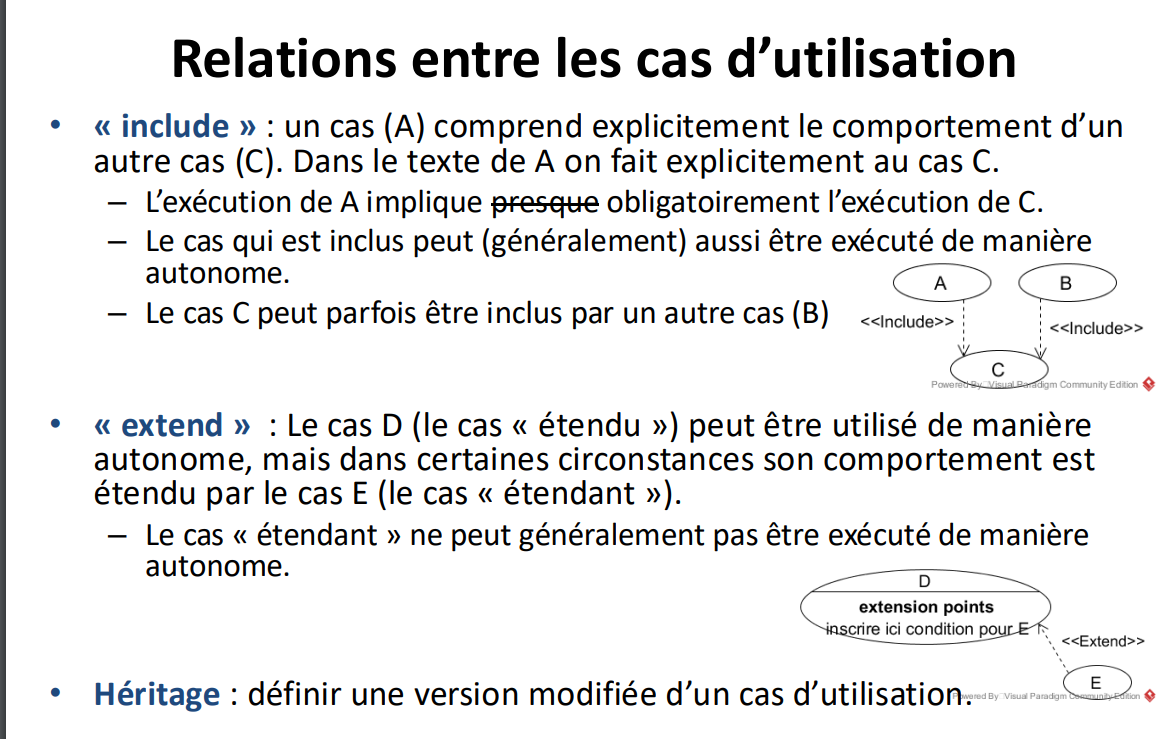 Relations entre les cas d’utilisation
• « include » : un cas (A) comprend explicitement le comportement d’un
autre cas (C). Dans le texte de A on fait explicitement au cas C.
– L’exécution de A implique presque obligatoirement l’exécution de C.
– Le cas qui est inclus peut (généralement) aussi être exécuté de manière
autonome.
– Le cas C peut parfois être inclus par un autre cas (B)
A
B
<<Include>>
<<Include>>
C
Powered By Visual Paradigm Community Edition
• « extend » : Le cas D (le cas « étendu ») peut être utilisé de manière
autonome, mais dans certaines circonstances son comportement est
étendu par le cas E (le cas « étendant »).
– Le cas « étendant » ne peut généralement pas être exécuté de manière
autonome.
D
extension points
inscrire ici condition pour E
<<Extend>>
E
• Héritage : définir une version modifiée d’un cas d’utilisation.
Powered By Visual Paradigm Community Edition